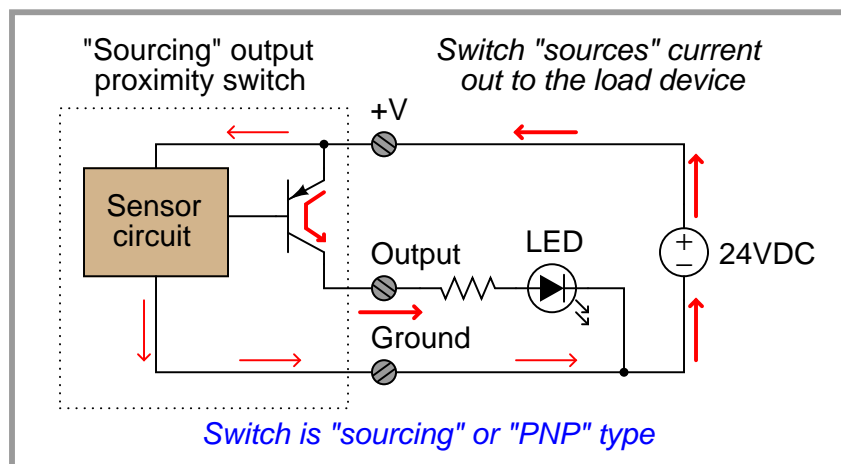 "Sourcing" output
proximity switch
Switch "sources" current
out to the load device
+V
Sensor
circuit
Output
LED
+
−
24VDC
Ground
Switch is "sourcing" or "PNP" type